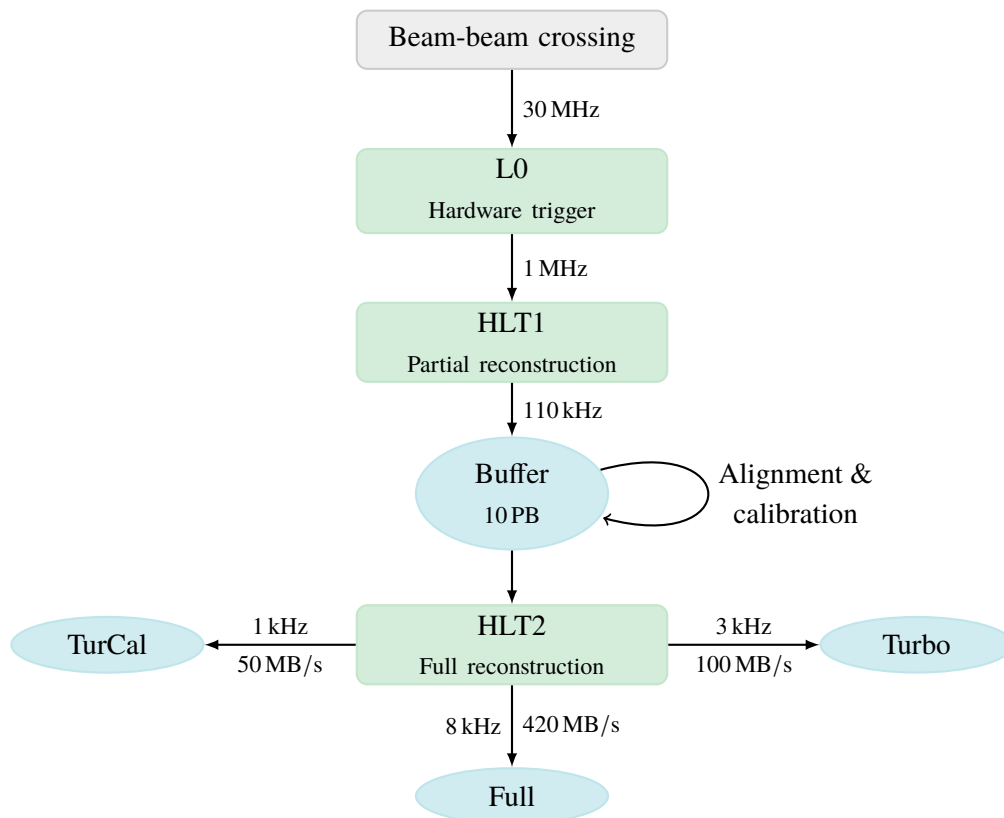 Beam-beam crossing
30 MHz
L0
Hardware trigger
1 MHz
HLT1
Partial reconstruction
110 kHz
Buffer
10 PB
Alignment &
calibration
TurCal
1 kHz
50 MB/s
HLT2
Full reconstruction
3 kHz
100 MB/s
Turbo
8 kHz
420 MB/s
Full